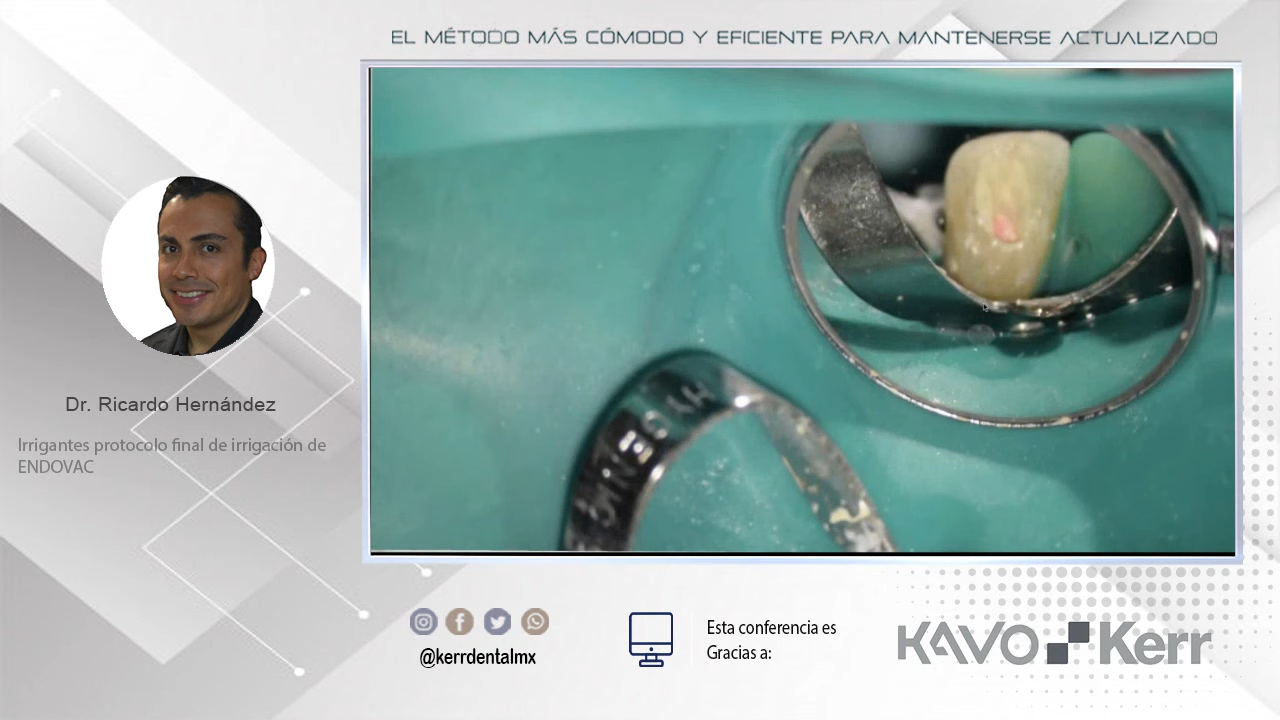 EL MÉTODO MÁS CÓMODO Y EFICIENTE PARA MANTENERSE ACTUALIZADO
Dr. Ricardo Hernández
Irrigantes protocolo final de irrigación de
ENDOVAC
@kerrdentalmx
Esta conferencia es
Gracias a:
KAVO Kerr